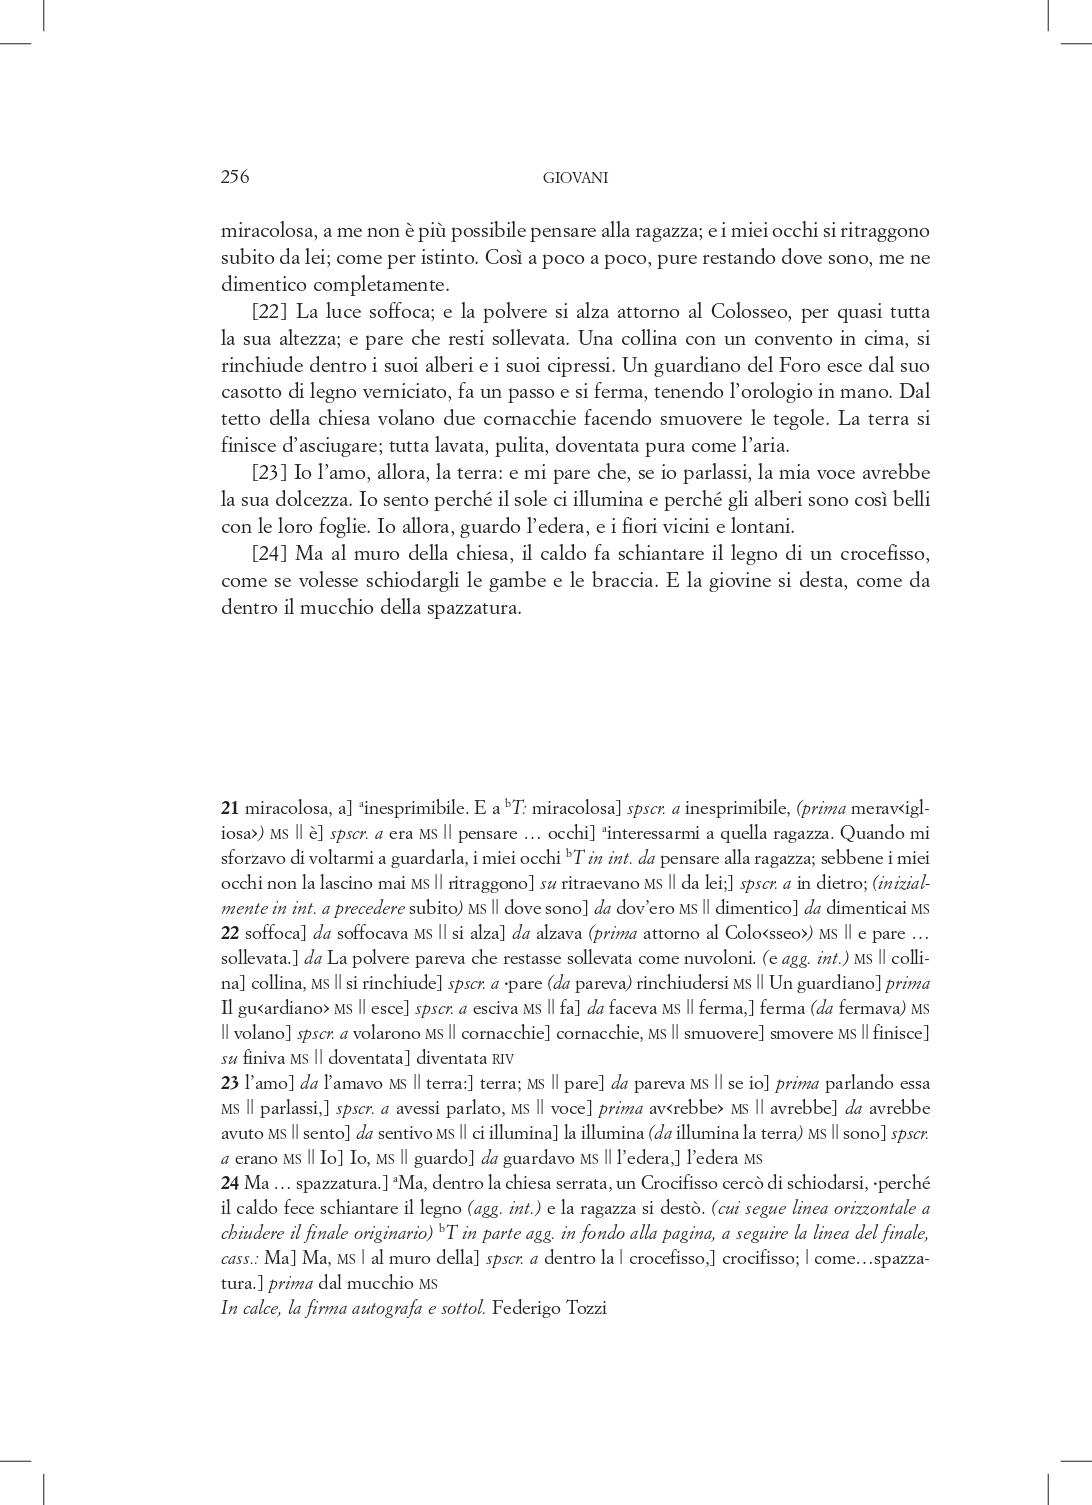 256 GIOVANI
miracolosa, a me non è più possibile pensare alla ragazza; e i miei occhi si ritraggono
subito da lei; come per istinto. Così a poco a poco, pure restando dove sono, me ne
dimentico completamente.
[22] La luce soffoca; e la polvere si alza attorno al Colosseo, per quasi tutta
la sua altezza; e pare che resti sollevata. Una collina con un convento in cima, si
rinchiude dentro i suoi alberi e i suoi cipressi. Un guardiano del Foro esce dal suo
casotto di legno verniciato, fa un passo e si ferma, tenendo l’orologio in mano. Dal
tetto della chiesa volano due cornacchie facendo smuovere le tegole. La terra si
finisce d’asciugare; tutta lavata, pulita, doventata pura come l’aria.
[23] Io l’amo, allora, la terra: e mi pare che, se io parlassi, la mia voce avrebbe
la sua dolcezza. Io sento perché il sole ci illumina e perché gli alberi sono così belli
con le loro foglie. Io allora, guardo l’edera, e i fiori vicini e lontani.
[24] Ma al muro della chiesa, il caldo fa schiantare il legno di un crocefisso,
come se volesse schiodargli le gambe e le braccia. E la giovine si desta, come da
dentro il mucchio della spazzatura.
21 miracolosa, a] ᵃinesprimibile. E a ᵇT: miracolosa] spscr. a inesprimibile, (prima merav‹igl-
iosa›) MS || è] spscr. a era MS || pensare … occhi] ᵃinteressarmi a quella ragazza. Quando mi
sforzavo di voltarmi a guardarla, i miei occhi ᵇT in int. da pensare alla ragazza; sebbene i miei
occhi non la lascino mai MS || ritraggono] su ritraevano MS || da lei;] spscr. a in dietro; (inizial-
mente in int. a precedere subito) MS || dove sono] da dov’ero MS || dimentico] da dimenticai MS
22 soffoca] da soffocava MS || si alza] da alzava (prima attorno al Colo‹sseo›) MS || e pare …
sollevata.] da La polvere pareva che restasse sollevata come nuvoloni. (e agg. int.) MS || colli-
na] collina, MS || si rinchiude] spscr. a ·pare (da pareva) rinchiudersi MS || Un guardiano] prima
Il gu‹ardiano› MS || esce] spscr. a esciva MS || fa] da faceva MS || ferma,] ferma (da fermava) MS
|| volano] spscr. a volarono MS || cornacchie] cornacchie, MS || smuovere] smovere MS || finisce]
su finiva MS || doventata] diventata RIV
23 l’amo] da l’amavo MS || terra:] terra; MS || pare] da pareva MS || se io] prima parlando essa
MS || parlassi,] spscr. a avessi parlato, MS || voce] prima av‹rebbe› MS || avrebbe] da avrebbe
avuto MS || sento] da sentivo MS || ci illumina] la illumina (da illumina la terra) MS || sono] spscr.
a erano MS || Io] Io, MS || guardo] da guardavo MS || l’edera,] l’edera MS
24 Ma … spazzatura.] ᵃMa, dentro la chiesa serrata, un Crocifisso cercò di schiodarsi, ·perché
il caldo fece schiantare il legno (agg. int.) e la ragazza si destò. (cui segue linea orizzontale a
chiudere il finale originario) ᵇT in parte agg. in fondo alla pagina, a seguire la linea del finale,
cass.: Ma] Ma, MS | al muro della] spscr. a dentro la | crocefisso,] crocifisso; | come…spazza-
tura.] prima dal mucchio MS
In calce, la firma autografa e sottol. Federigo Tozzi